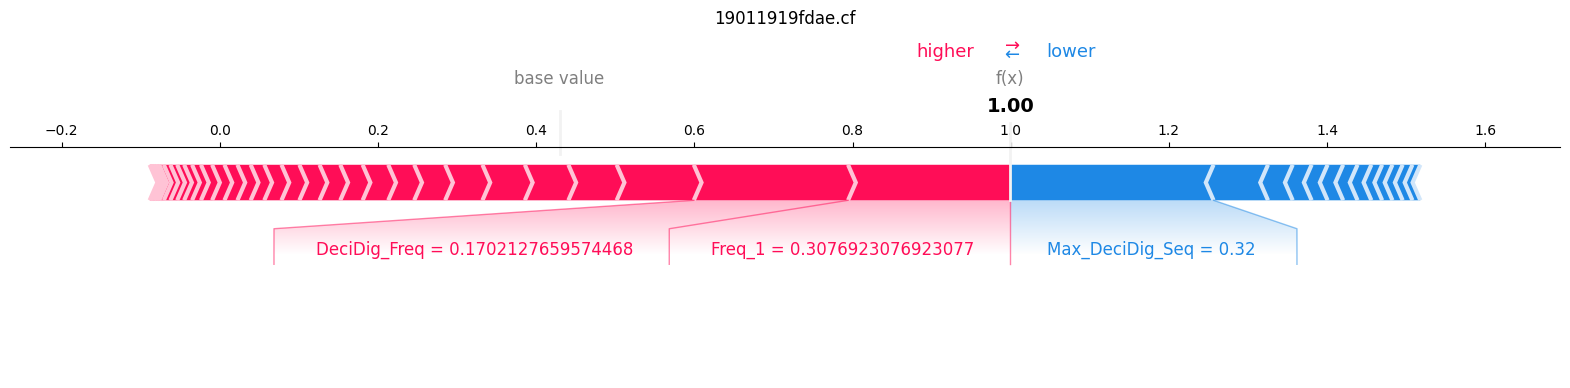 19011919fdae.cf
higher ⇄ lower
base value f(x)
1.00
−0.2 0.0 0.2 0.4 0.6 0.8 1.0 1.2 1.4 1.6
DeciDig_Freq = 0.1702127659574468 Freq_1 = 0.3076923076923077 Max_DeciDig_Seq = 0.32